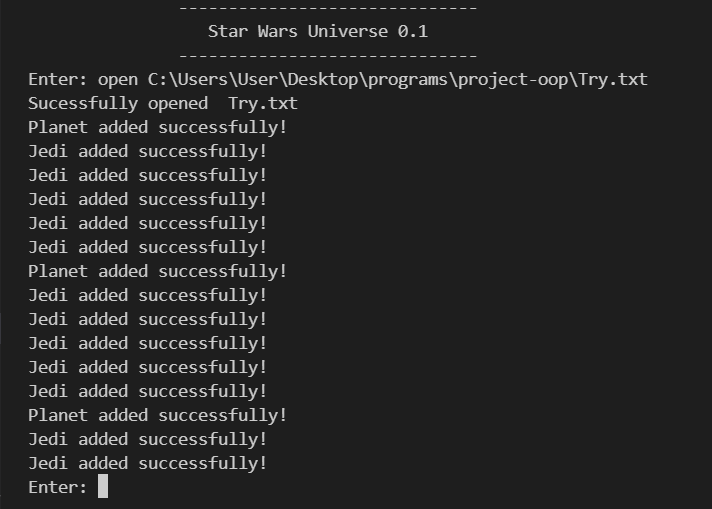 ------------------------------
Star Wars Universe 0.1
------------------------------
Enter: open C:\Users\User\Desktop\programs\project-oop\Try.txt
Sucessfully opened  Try.txt
Planet added successfully!
Jedi added successfully!
Jedi added successfully!
Jedi added successfully!
Jedi added successfully!
Jedi added successfully!
Planet added successfully!
Jedi added successfully!
Jedi added successfully!
Jedi added successfully!
Jedi added successfully!
Jedi added successfully!
Planet added successfully!
Jedi added successfully!
Jedi added successfully!
Enter: